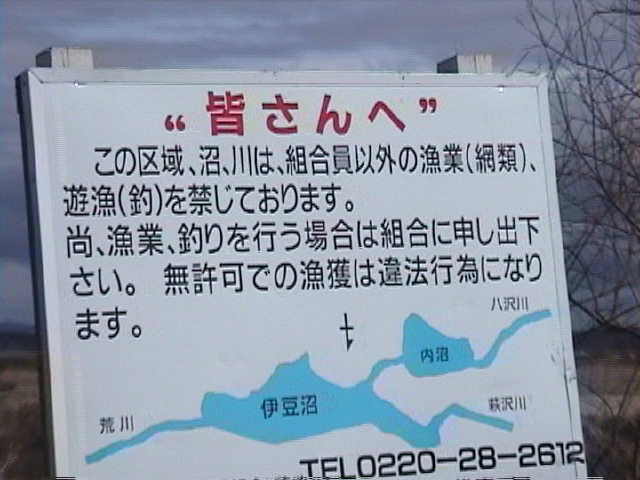 “皆さんへ”
この区域、沼、川は、組合員以外の漁業(網類)、
遊漁(釣)を禁じております。
尚、漁業、釣りを行う場合は組合に申し出下
さい。 無許可での漁獲は違法行為になり
ます。
八沢川
内沼
伊豆沼
萩沢川
荒川
TEL0220-28-2612